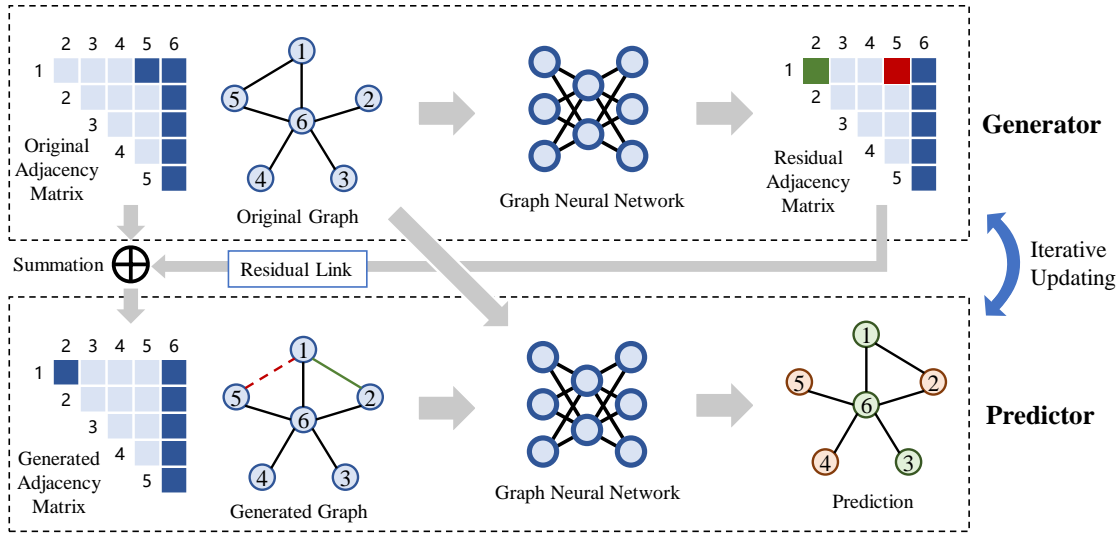 2 3 4 5 6
1
2
3
4
5
Original
Adjacency
Matrix
1
5
2
6
4
3
Original Graph
Graph Neural Network
2 3 4 5 6
1
2
3
4
5
Residual
Adjacency
Matrix
Generator
Summation
Residual Link
Iterative
Updating
2 3 4 5 6
1
2
3
4
5
Generated
Adjacency
Matrix
1
5
2
6
4
3
Generated Graph
Graph Neural Network
1
5
2
6
4
3
Prediction
Predictor